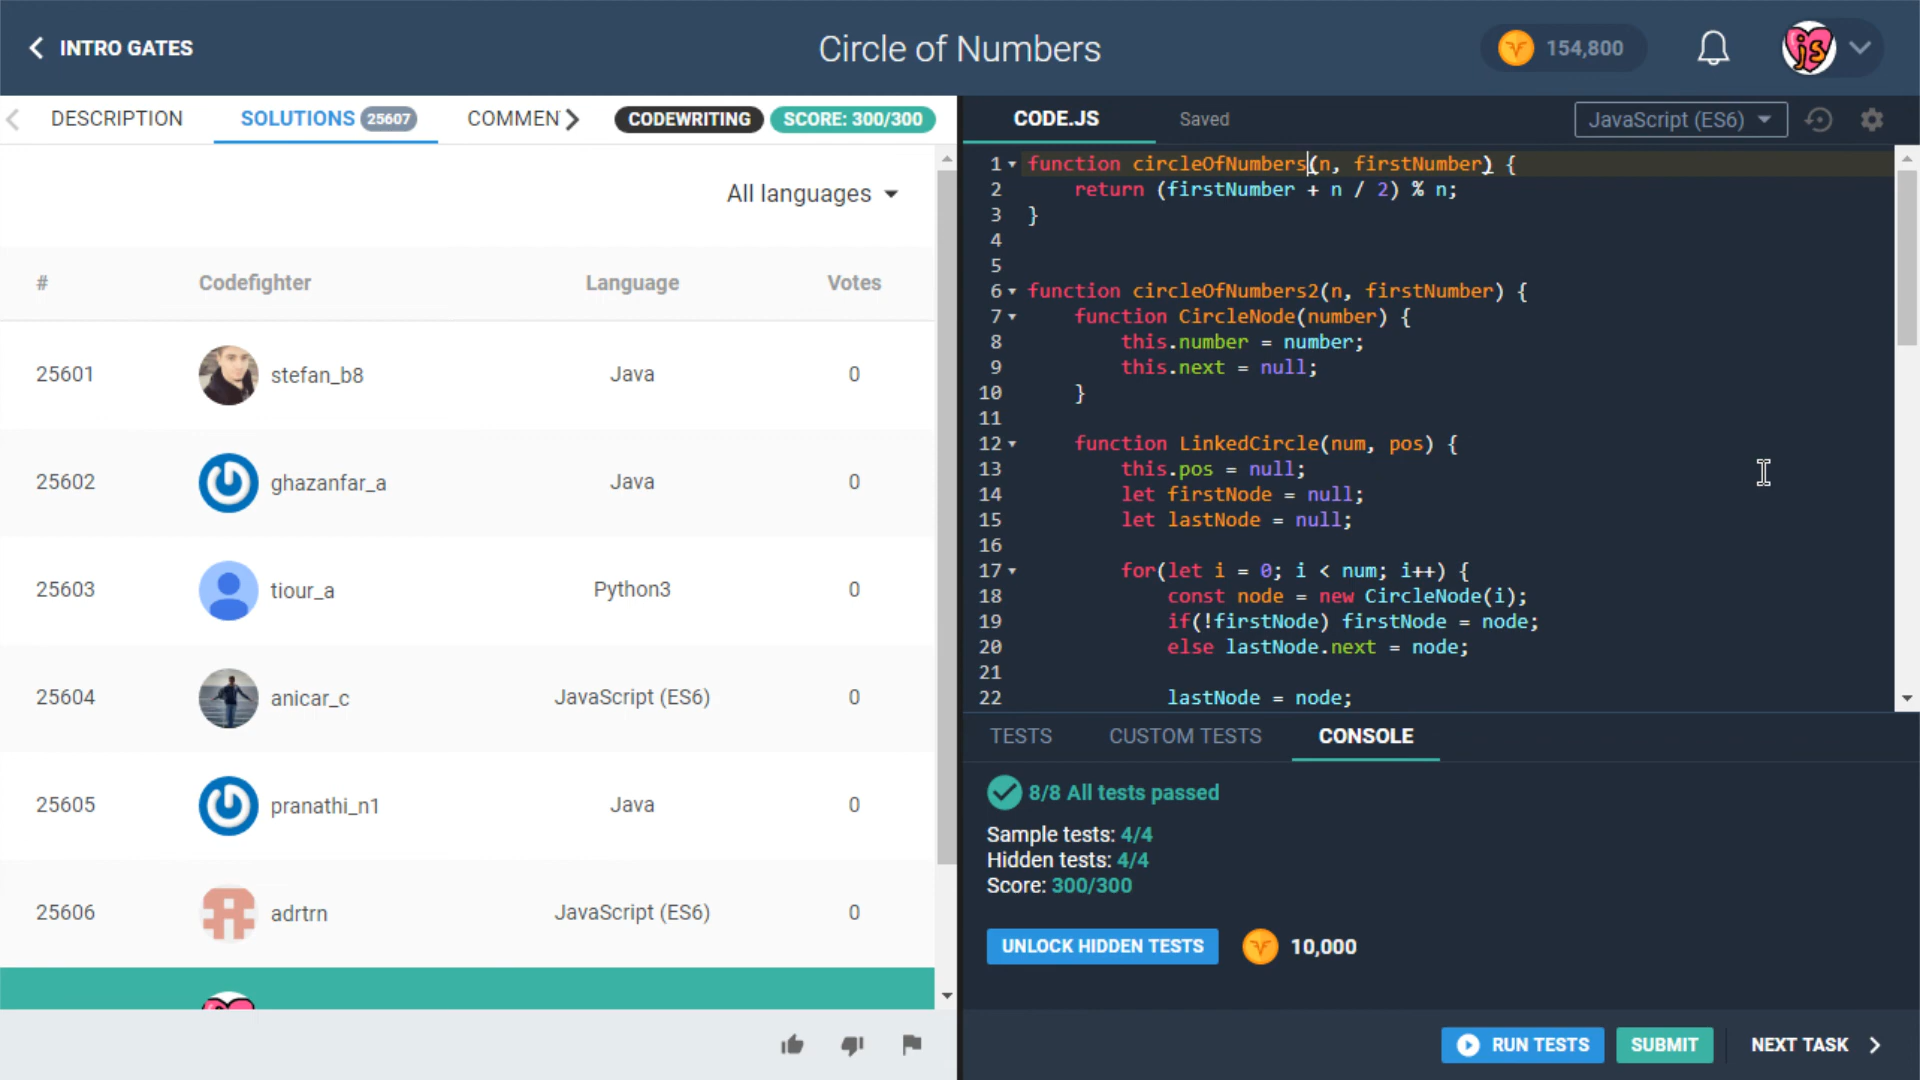 INTRO GATES
Circle of Numbers
154,800
DESCRIPTION
SOLUTIONS 25607
COMMEN
CODEWRITING
SCORE: 300/300
All languages
# Codefighter Language Votes
25601 stefan_b8 Java 0
25602 ghazanfar_a Java 0
25603 tiour_a Python3 0
25604 anicar_c JavaScript (ES6) 0
25605 pranathi_n1 Java 0
25606 adrtrn JavaScript (ES6) 0
CODE.JS
Saved
JavaScript (ES6)
1 function circleOfNumbers(n, firstNumber) {
2 return (firstNumber + n / 2) % n;
3 }
4
5
6 function circleOfNumbers2(n, firstNumber) {
7 function CircleNode(number) {
8 this.number = number;
9 this.next = null;
10 }
11
12 function LinkedCircle(num, pos) {
13 this.pos = null;
14 let firstNode = null;
15 let lastNode = null;
16
17 for(let i = 0; i < num; i++) {
18 const node = new CircleNode(i);
19 if(!firstNode) firstNode = node;
20 else lastNode.next = node;
21
22 lastNode = node;
TESTS
CUSTOM TESTS
CONSOLE
8/8 All tests passed
Sample tests: 4/4
Hidden tests: 4/4
Score: 300/300
UNLOCK HIDDEN TESTS
10,000
RUN TESTS
SUBMIT
NEXT TASK